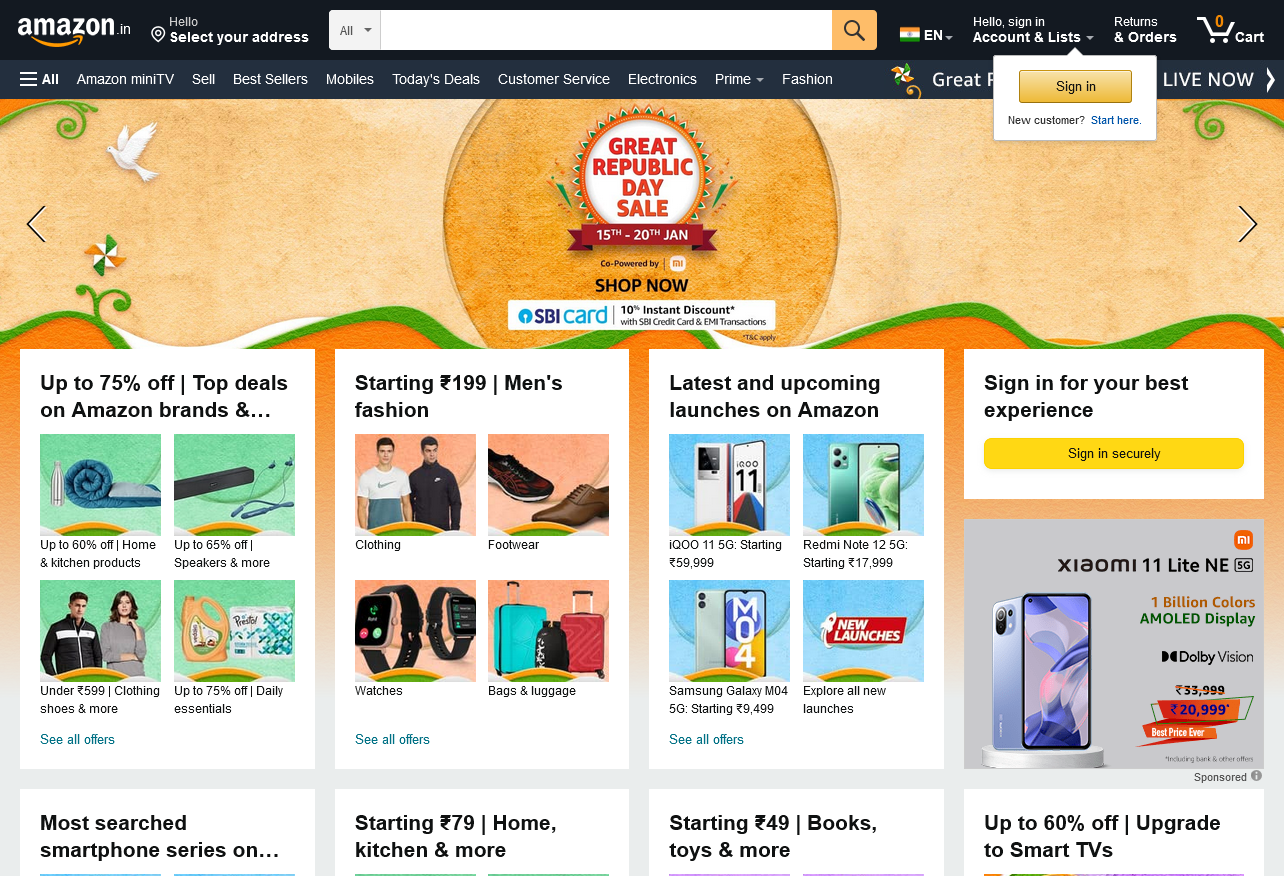 amazon.in
Hello
Select your address
All
EN
Hello, sign in
Account & Lists
Returns
& Orders
0
Cart
All
Amazon miniTV
Sell
Best Sellers
Mobiles
Today's Deals
Customer Service
Electronics
Prime
Fashion
Great
LIVE NOW
Sign in
New customer? Start here.
GREAT
REPUBLIC
DAY
SALE
15TH - 20TH JAN
Co-Powered by mi
SHOP NOW
SBI card
10% Instant Discount*
with SBI Credit Card & EMI Transactions
*T&C apply
Up to 75% off | Top deals
on Amazon brands &…
Up to 60% off | Home
& kitchen products
Up to 65% off |
Speakers & more
Presto!
Under ₹599 | Clothing
shoes & more
Up to 75% off | Daily
essentials
See all offers
Starting ₹199 | Men's
fashion
Clothing
Footwear
Watches
Bags & luggage
See all offers
Latest and upcoming
launches on Amazon
iQOO
11
iQOO 11 5G: Starting
₹59,999
Redmi Note 12 5G:
Starting ₹17,999
M04
NEW
LAUNCHES
Samsung Galaxy M04
5G: Starting ₹9,499
Explore all new
launches
See all offers
Sign in for your best
experience
Sign in securely
mi
xiaomi 11 Lite NE 5G
1 Billion Colors
AMOLED Display
Dolby Vision
₹33,999
₹20,999*
Best Price Ever
*Including bank & other offers
Sponsored
Most searched
smartphone series on…
Starting ₹79 | Home,
kitchen & more
Starting ₹49 | Books,
toys & more
Up to 60% off | Upgrade
to Smart TVs